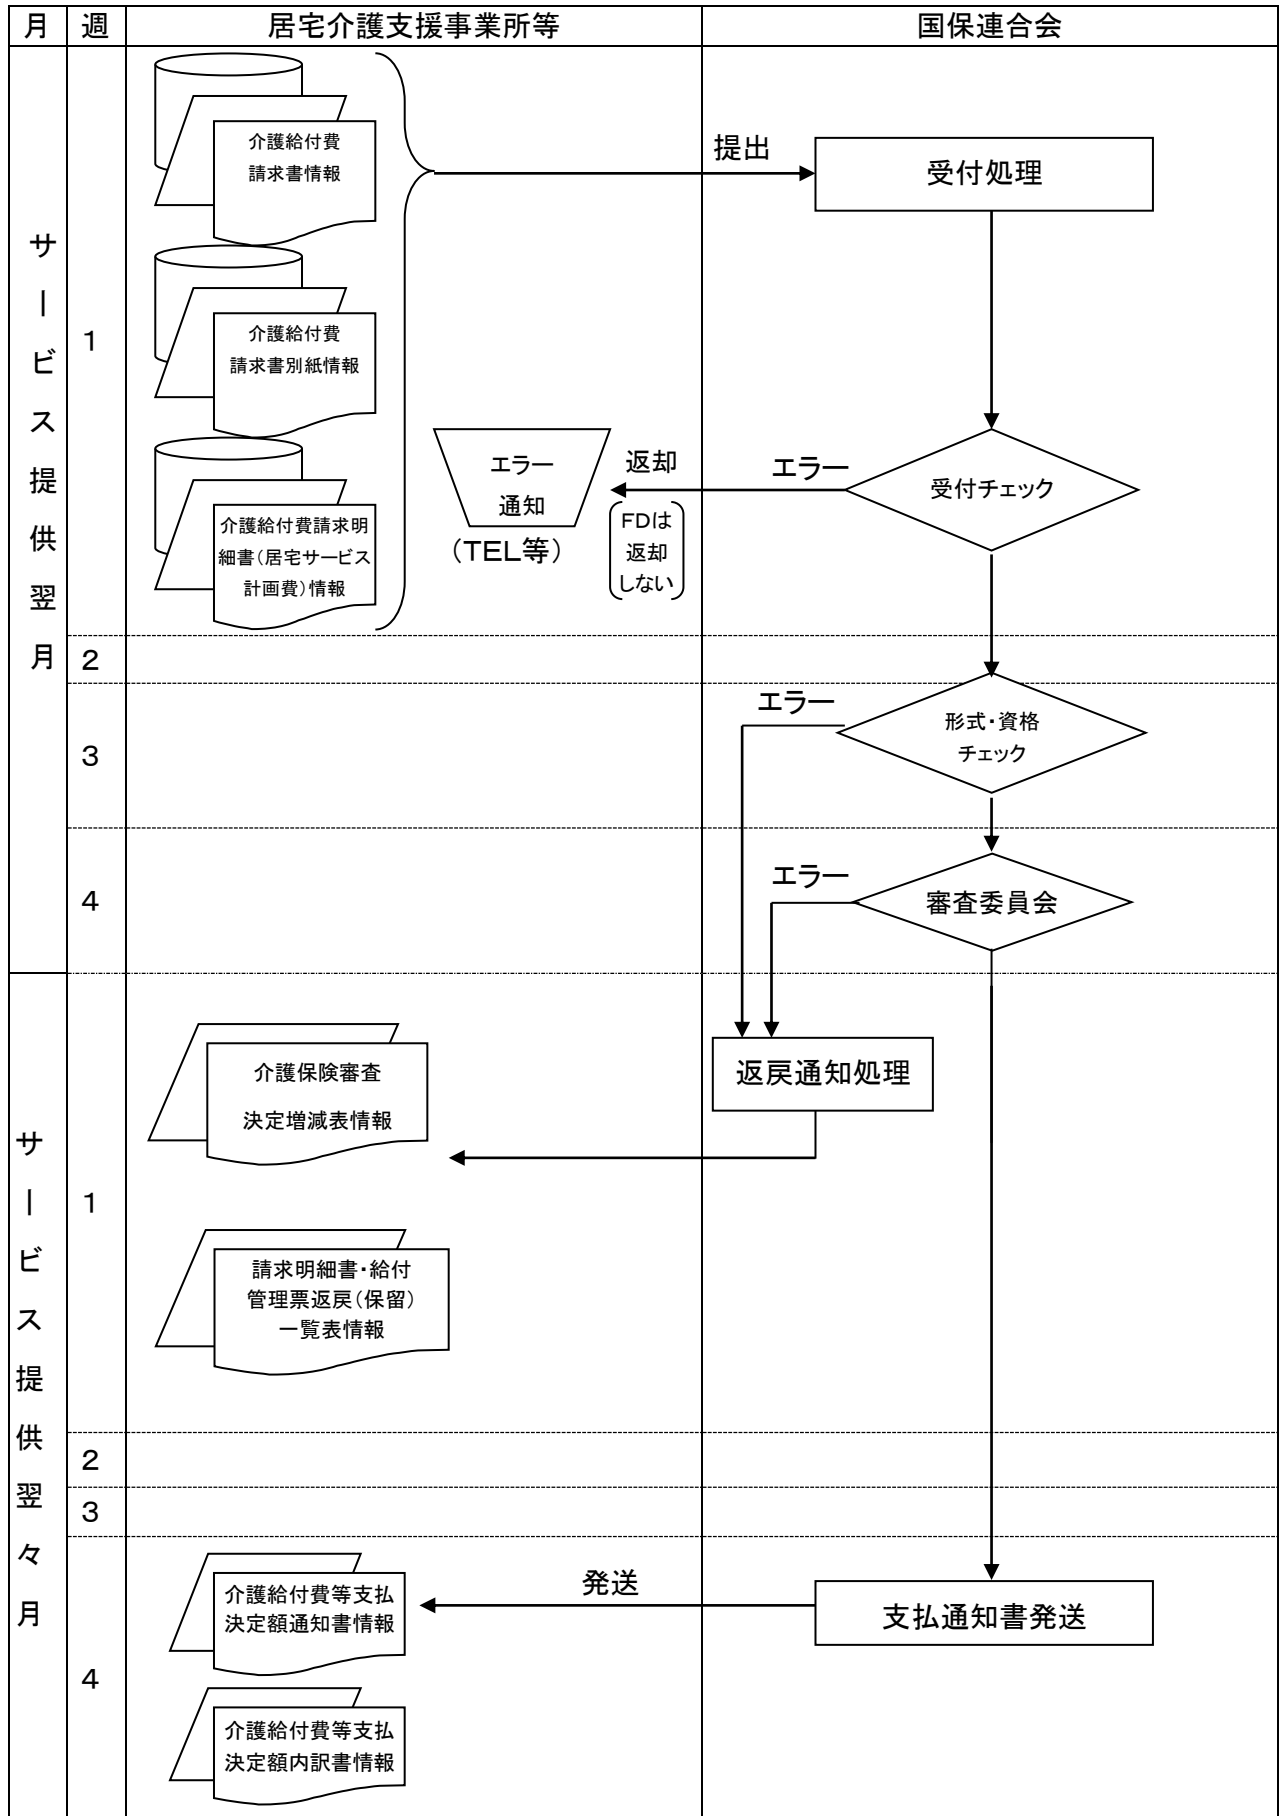 月 週 居宅介護支援事業所等 国保連合会
サービス提供翌月
1
介護給付費
請求書情報
提出
受付処理
介護給付費
請求書別紙情報
介護給付費請求明
細書(居宅サービス
計画費)情報
エラー
通知
(TEL等)
返却
FDは
返却
しない
エラー
受付チェック
2
3
エラー
形式・資格
チェック
4
エラー
審査委員会
サービス提供翌々月
1
介護保険審査
決定増減表情報
返戻通知処理
請求明細書・給付
管理票返戻(保留)
一覧表情報
2
3
4
介護給付費等支払
決定額通知書情報
発送
支払通知書発送
介護給付費等支払
決定額内訳書情報